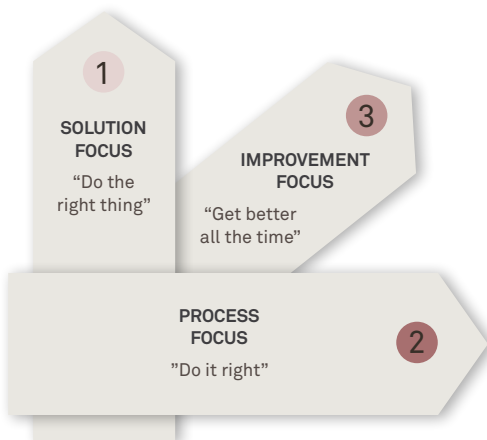 1
SOLUTION
FOCUS
“Do the
right thing”
3
IMPROVEMENT
FOCUS
“Get better
all the time”
PROCESS
FOCUS
”Do it right”
2